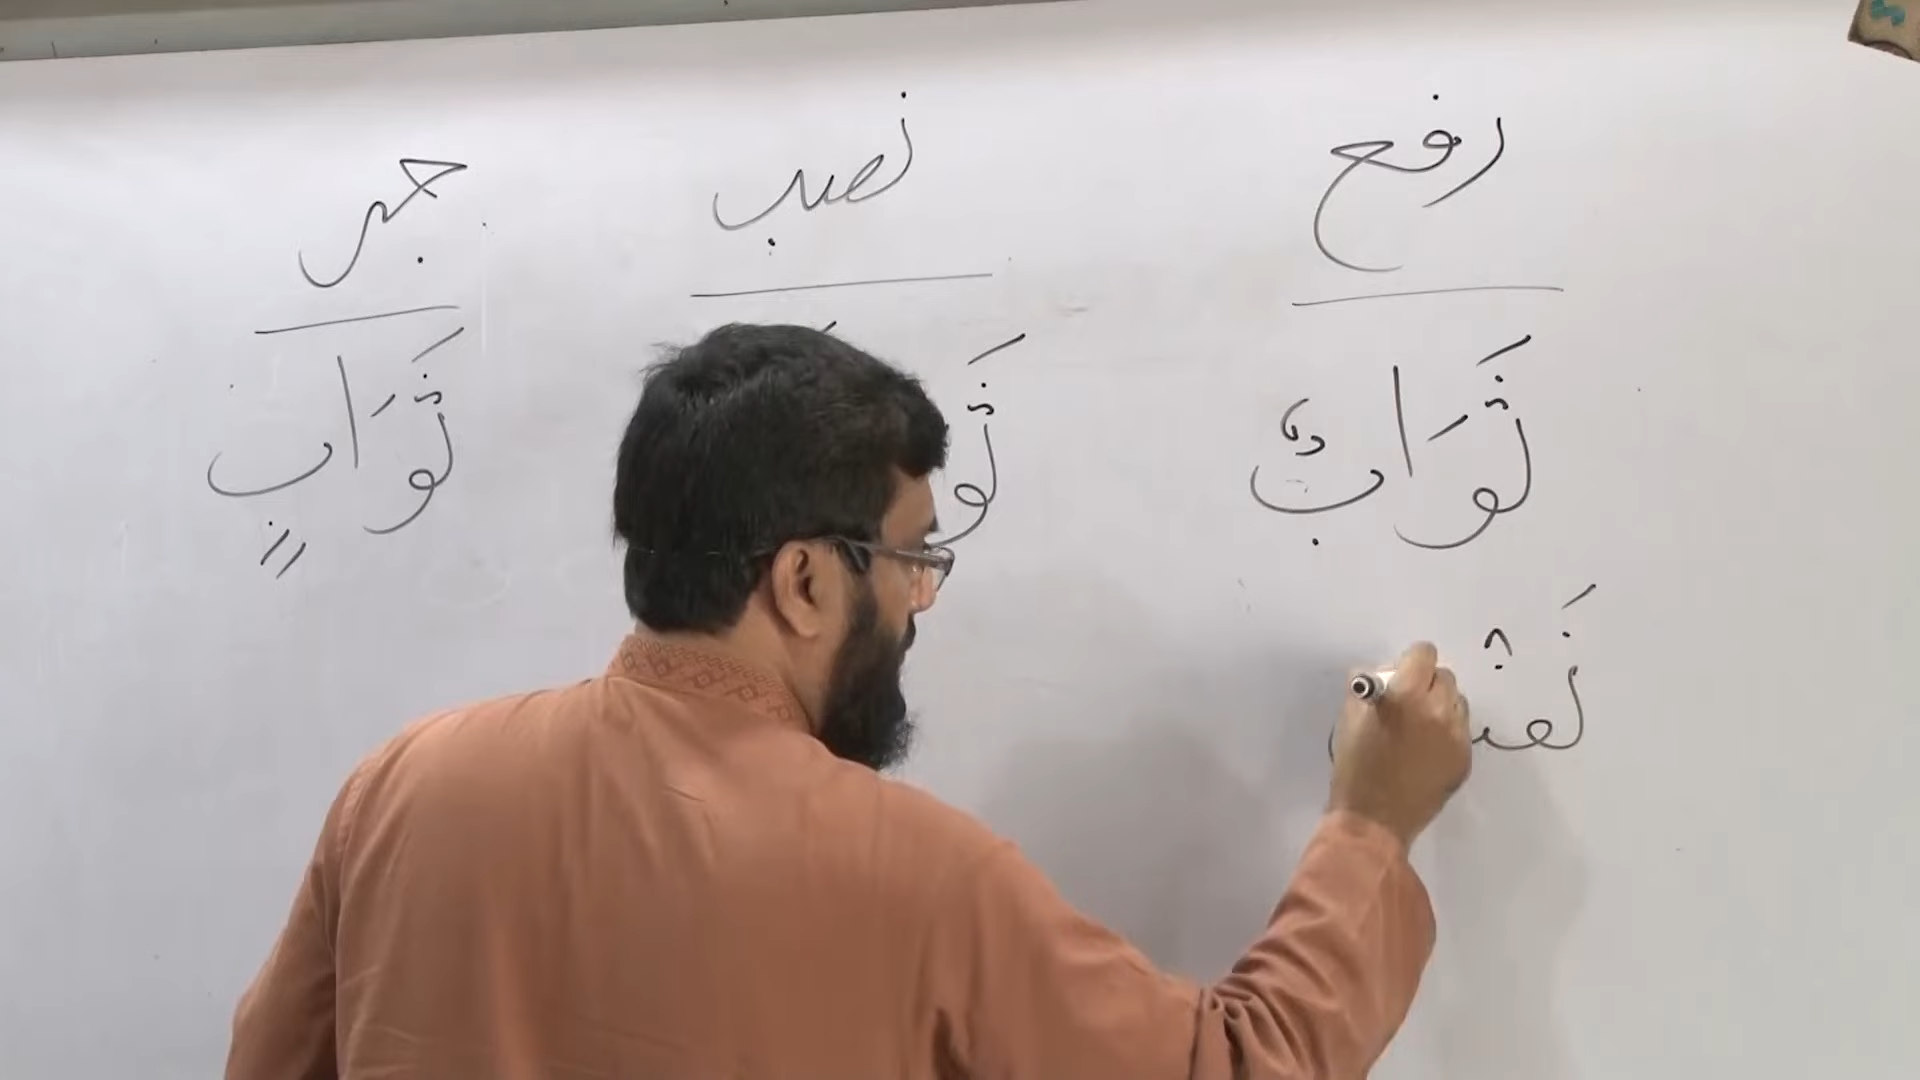 رفع نصب جر
ثَوَابٌ ثَوَابٍ